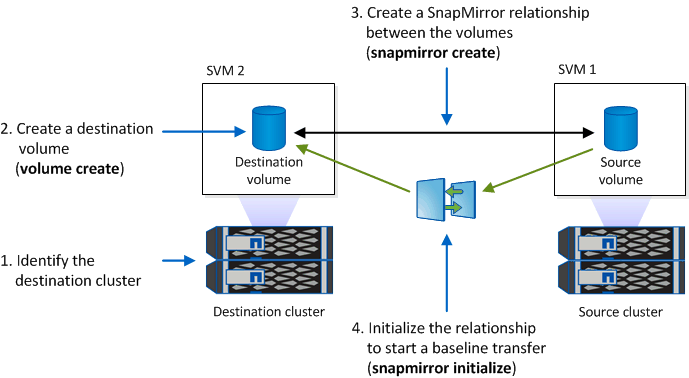 3. Create a SnapMirror relationship
between the volumes
(snapmirror create)
SVM 2
SVM 1
2. Create a destination
volume
(volume create)
Destination
volume
Source
volume
1. Identify the
destination cluster
Destination cluster
Source cluster
4. Initialize the relationship
to start a baseline transfer
(snapmirror initialize)